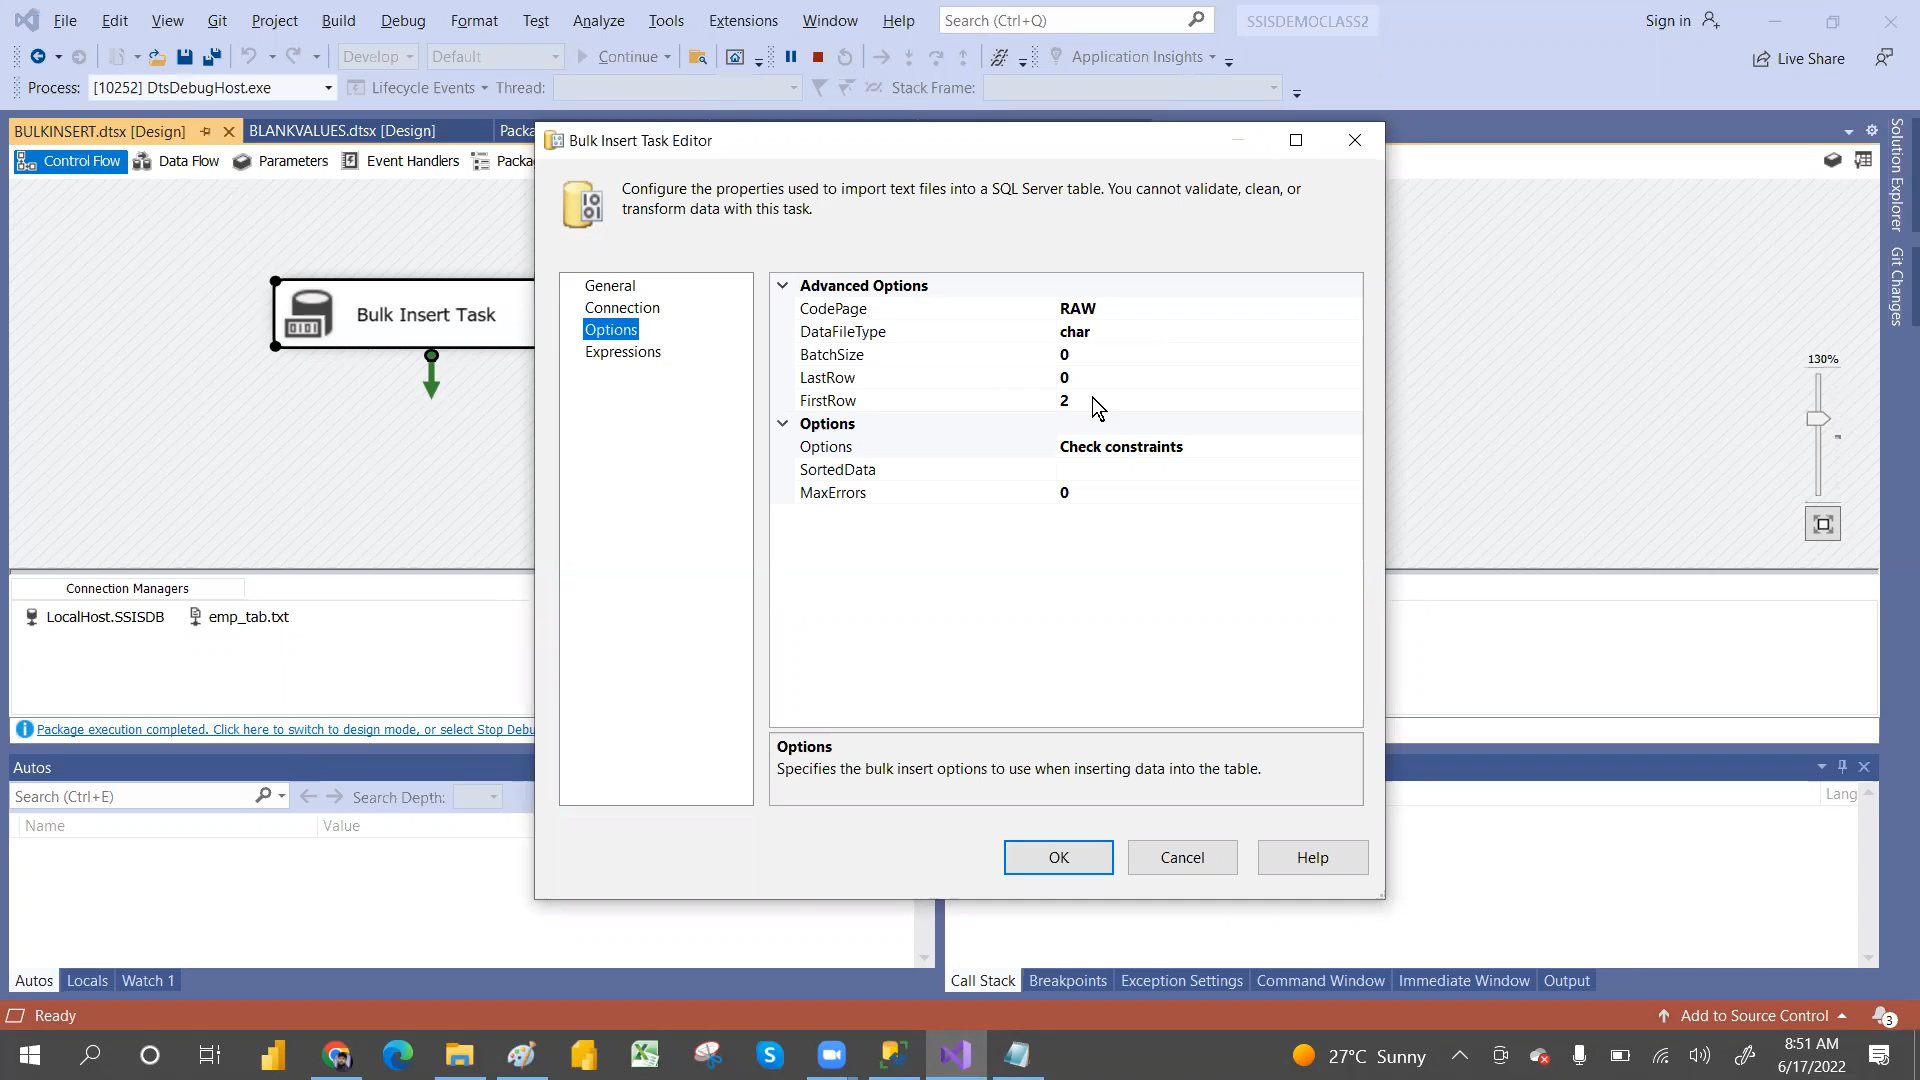 File Edit View Git Project Build Debug Format Test Analyze Tools Extensions Window Help Search (Ctrl+Q) SSISDEMOCLASS2 Sign in
Develop Default Continue Application Insights Live Share
Process: [10252] DtsDebugHost.exe Lifecycle Events Thread: Stack Frame:
BULKINSERT.dtsx [Design] BLANKVALUES.dtsx [Design] Packa
Control Flow Data Flow Parameters Event Handlers Packa
Bulk Insert Task Editor
Configure the properties used to import text files into a SQL Server table. You cannot validate, clean, or
transform data with this task.
General
Connection
Options
Expressions
Advanced Options
CodePage RAW
DataFileType char
BatchSize 0
LastRow 0
FirstRow 2
Options
Options Check constraints
SortedData
MaxErrors 0
Options
Specifies the bulk insert options to use when inserting data into the table.
OK Cancel Help
Bulk Insert Task
0101
130%
Solution Explorer
Git Changes
Connection Managers
LocalHost.SSISDB emp_tab.txt
Package execution completed. Click here to switch to design mode, or select Stop Debu
Autos
Search (Ctrl+E) Search Depth:
Name Value
Lang
Autos Locals Watch 1
Call Stack Breakpoints Exception Settings Command Window Immediate Window Output
Ready Add to Source Control 3
27°C Sunny 8:51 AM
6/17/2022